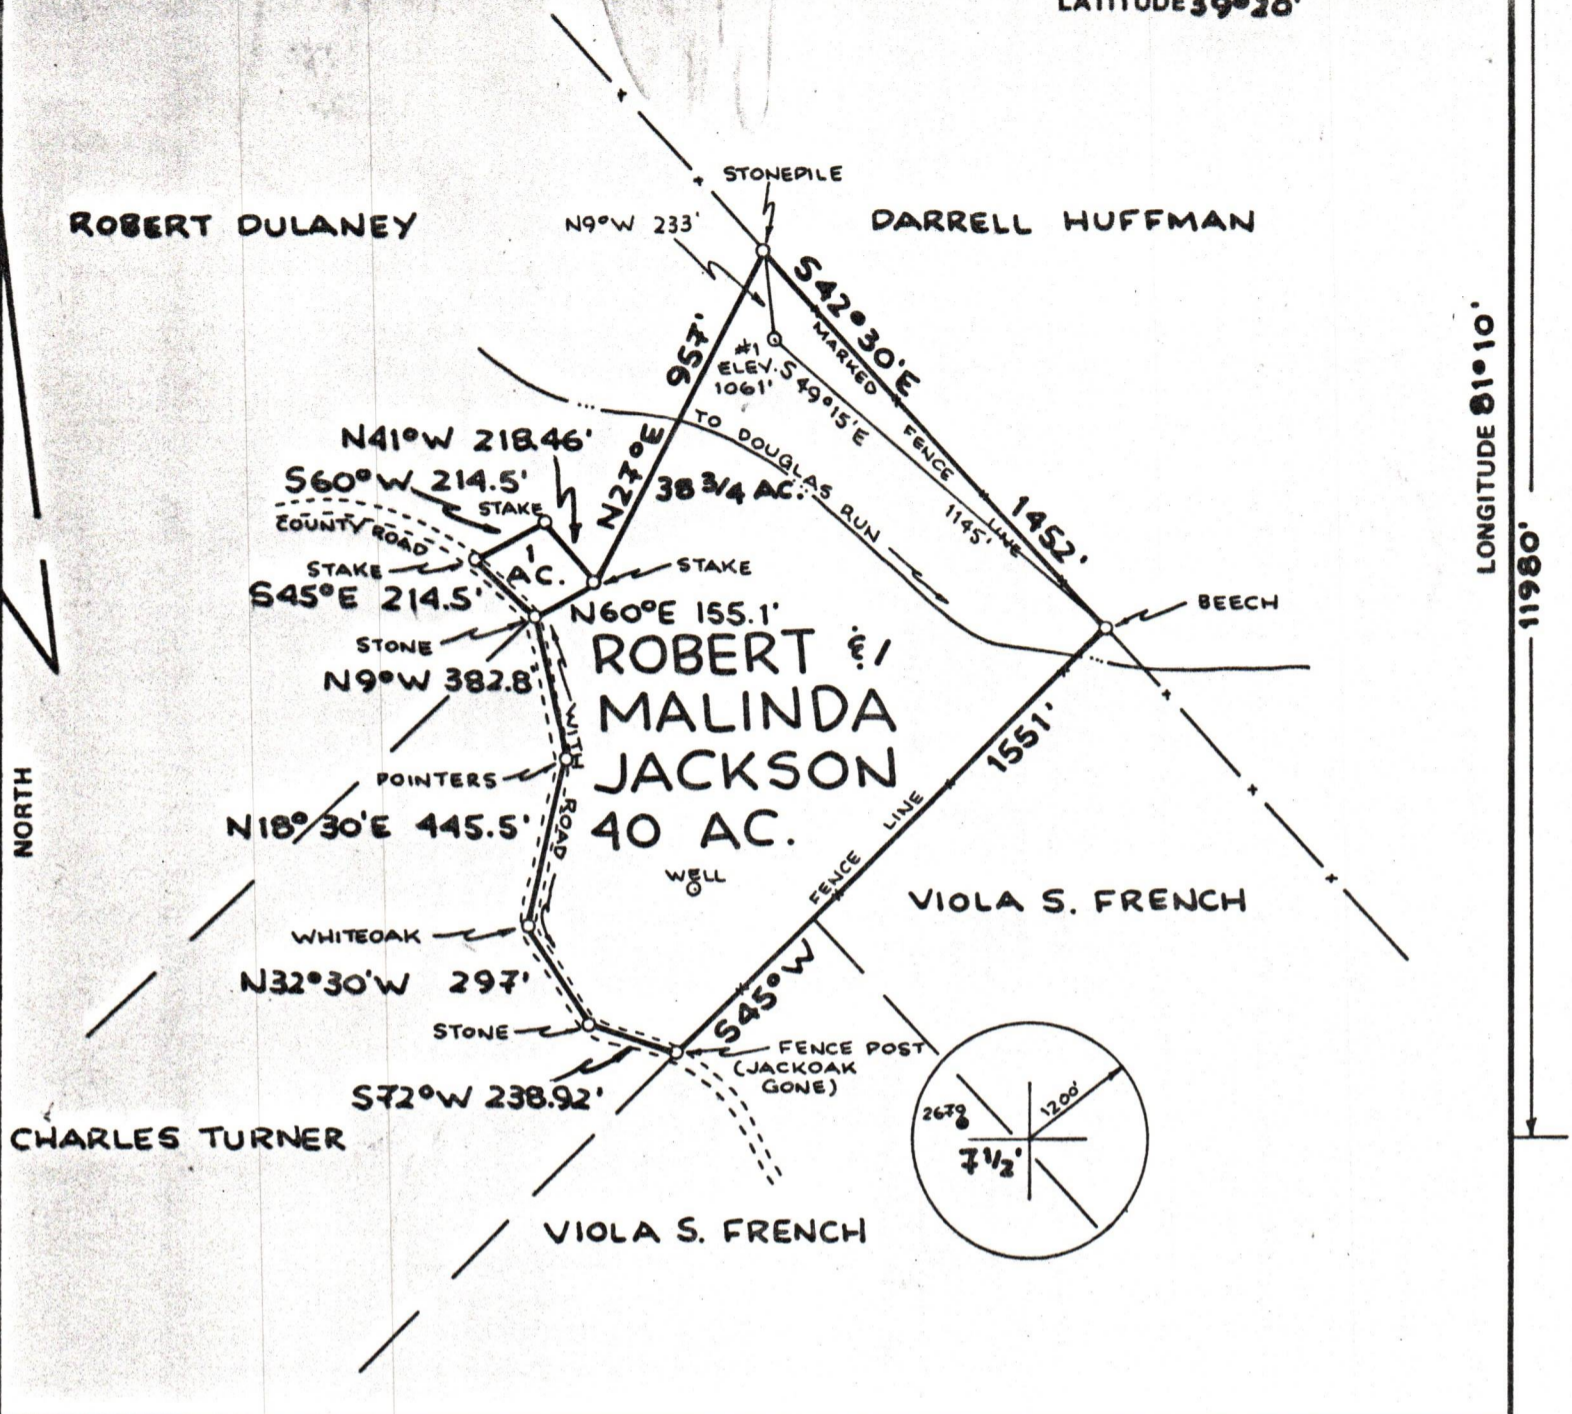 LATITUDE 39°20'
STONEPILE
ROBERT DULANEY
N9°W 233'
DARRELL HUFFMAN
S42°30'E
MARKED FENCE LINE
1452'
957'
N27°E
#1
ELEV.
1061'
S 49°15'E
1145'
TO DOUGLAS RUN
LONGITUDE 81°10'
11980'
N41°W 218.46'
S60°W 214.5'
STAKE
38 3/4 AC.
COUNTY ROAD
1
AC.
STAKE
STAKE
S45°E 214.5'
N60°E 155.1'
BEECH
STONE
ROBERT &
MALINDA
JACKSON
40 AC.
N9°W 382.8'
WITH ROAD
POINTERS
1551'
NORTH
N18°30'E 445.5'
FENCE LINE
WELL
VIOLA S. FRENCH
WHITEOAK
S45°W
N32°30'W 297'
STONE
FENCE POST
(JACKOAK
GONE)
S72°W 238.92'
CHARLES TURNER
2679
1200'
7 1/2'
VIOLA S. FRENCH